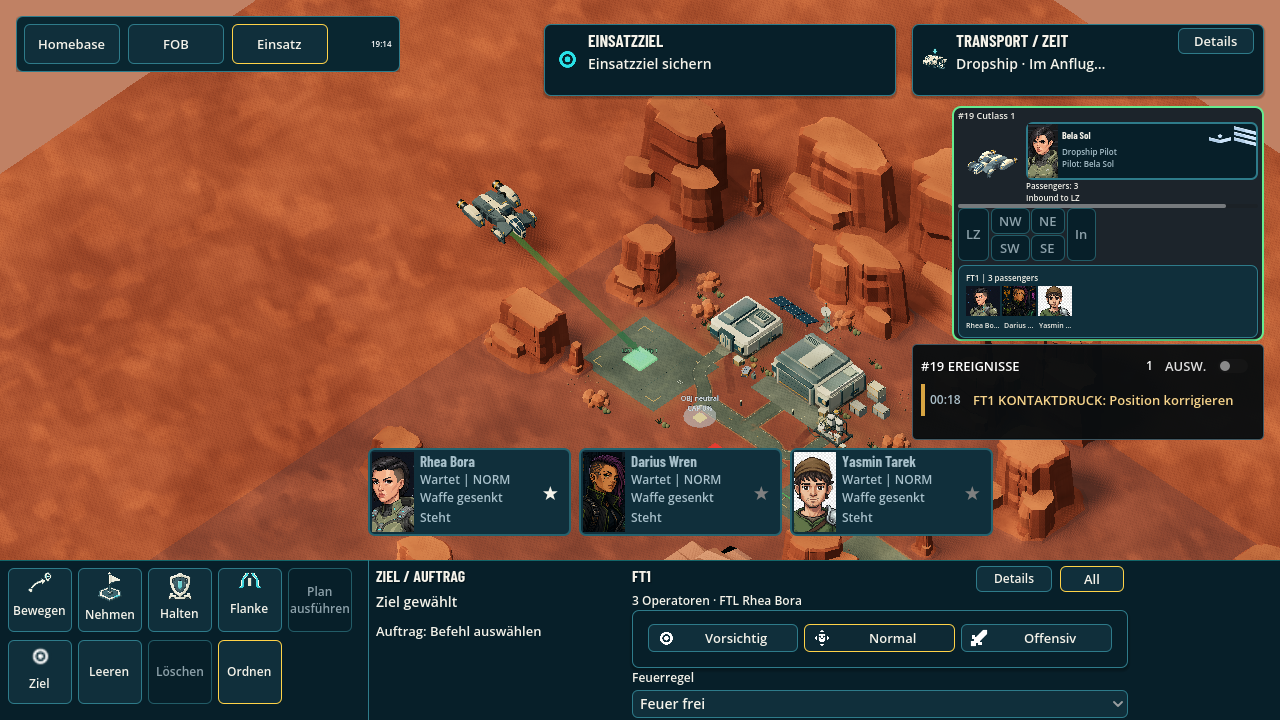 Homebase
FOB
Einsatz
19:14
EINSATZZIEL
Einsatzziel sichern
TRANSPORT / ZEIT
Dropship · Im Anflug...
Details
#19 Cutlass 1
Bela Sol
Dropship Pilot
Pilot: Bela Sol
Passengers: 3
Inbound to LZ
LZ
NW
NE
SW
SE
In
FT1 | 3 passengers
Rhea Bo...
Darius ...
Yasmin ...
#19 EREIGNISSE
1
AUSW.
00:18
FT1 KONTAKTDRUCK: Position korrigieren
OBJ neutral
Rhea Bora
Wartet | NORM
Waffe gesenkt
Steht
Darius Wren
Wartet | NORM
Waffe gesenkt
Steht
Yasmin Tarek
Wartet | NORM
Waffe gesenkt
Steht
Bewegen
Nehmen
Halten
Flanke
Plan
ausführen
Ziel
Leeren
Löschen
Ordnen
ZIEL / AUFTRAG
Ziel gewählt
Auftrag: Befehl auswählen
FT1
Details
All
3 Operatoren · FTL Rhea Bora
Vorsichtig
Normal
Offensiv
Feuerregel
Feuer frei